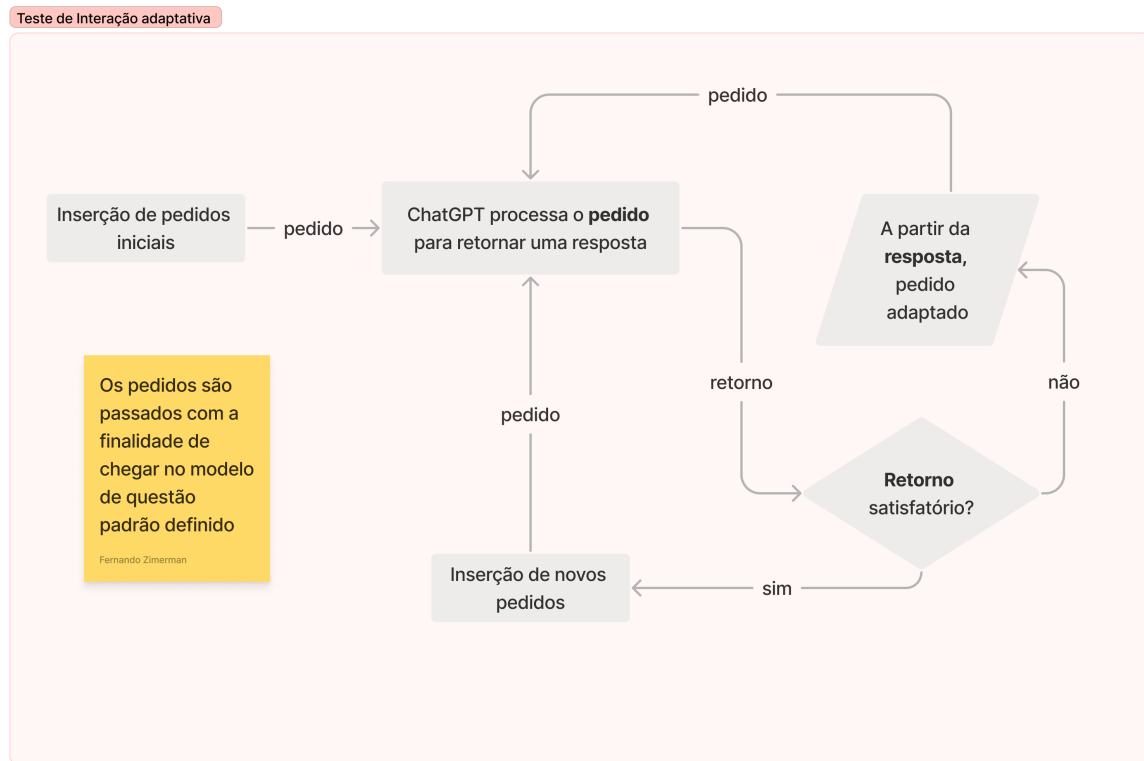 Teste de Interação adaptativa
pedido
Inserção de pedidos
iniciais
pedido
ChatGPT processa o pedido
para retornar uma resposta
A partir da
resposta,
pedido
adaptado
retorno
não
Os pedidos são
passados com a
finalidade de
chegar no modelo
de questão
padrão definido
Fernando Zimerman
pedido
Retorno
satisfatório?
Inserção de novos
pedidos
sim